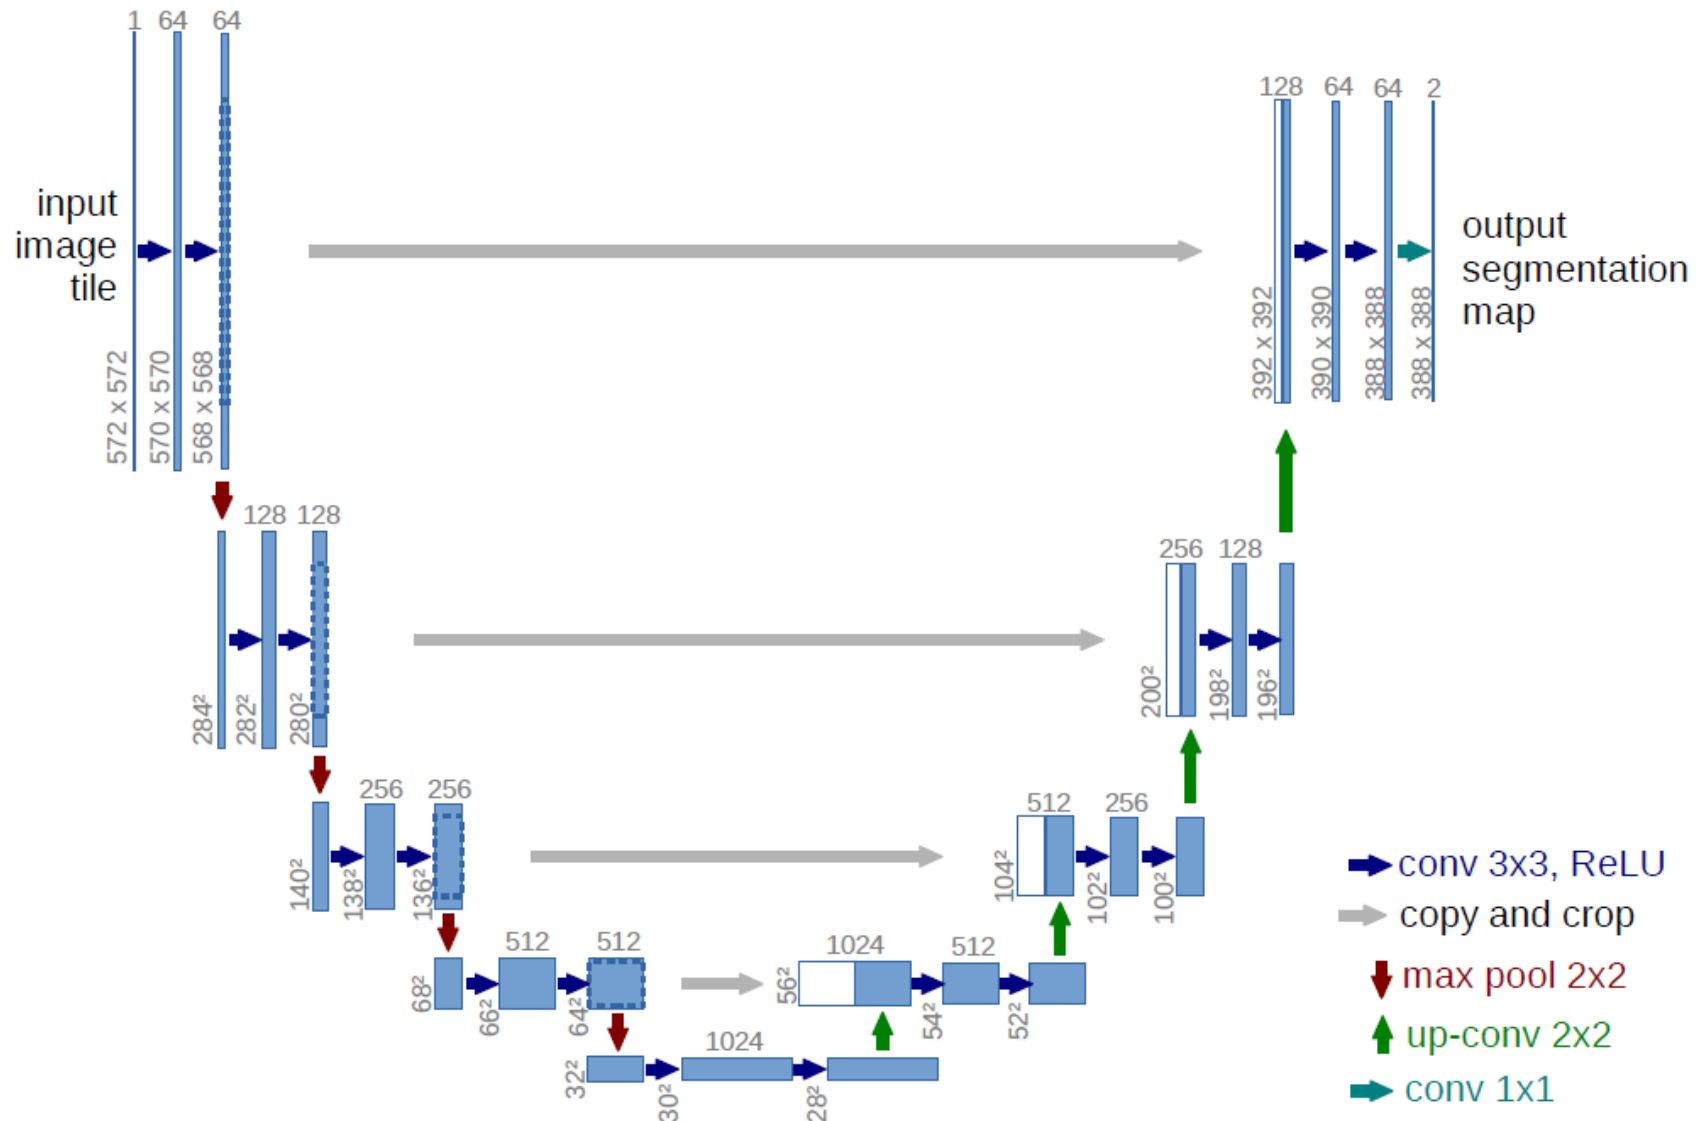 1 64 64
input
image
tile
572 x 572
570 x 570
568 x 568
128 64 64 2
output
segmentation
map
392 x 392
390 x 390
388 x 388
388 x 388
128 128
284²
282²
280²
256 128
200²
198²
196²
256 256
140²
138²
136²
512 256
104²
102²
100²
512 512
68²
66²
64²
1024 512
56²
54²
52²
1024
32²
30²
28²
conv 3x3, ReLU
copy and crop
max pool 2x2
up-conv 2x2
conv 1x1